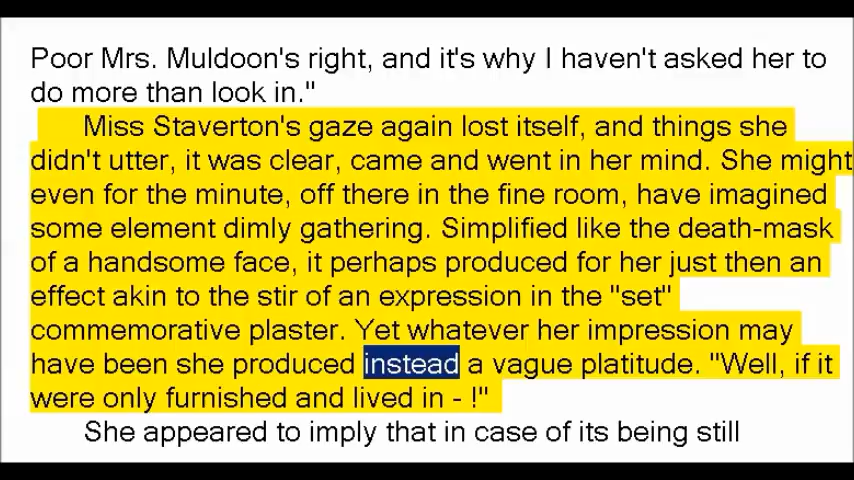 Poor Mrs. Muldoon's right, and it's why I haven't asked her to
do more than look in."
Miss Staverton's gaze again lost itself, and things she
didn't utter, it was clear, came and went in her mind. She might
even for the minute, off there in the fine room, have imagined
some element dimly gathering. Simplified like the death-mask
of a handsome face, it perhaps produced for her just then an
effect akin to the stir of an expression in the "set"
commemorative plaster. Yet whatever her impression may
have been she produced instead a vague platitude. "Well, if it
were only furnished and lived in - !"
She appeared to imply that in case of its being still